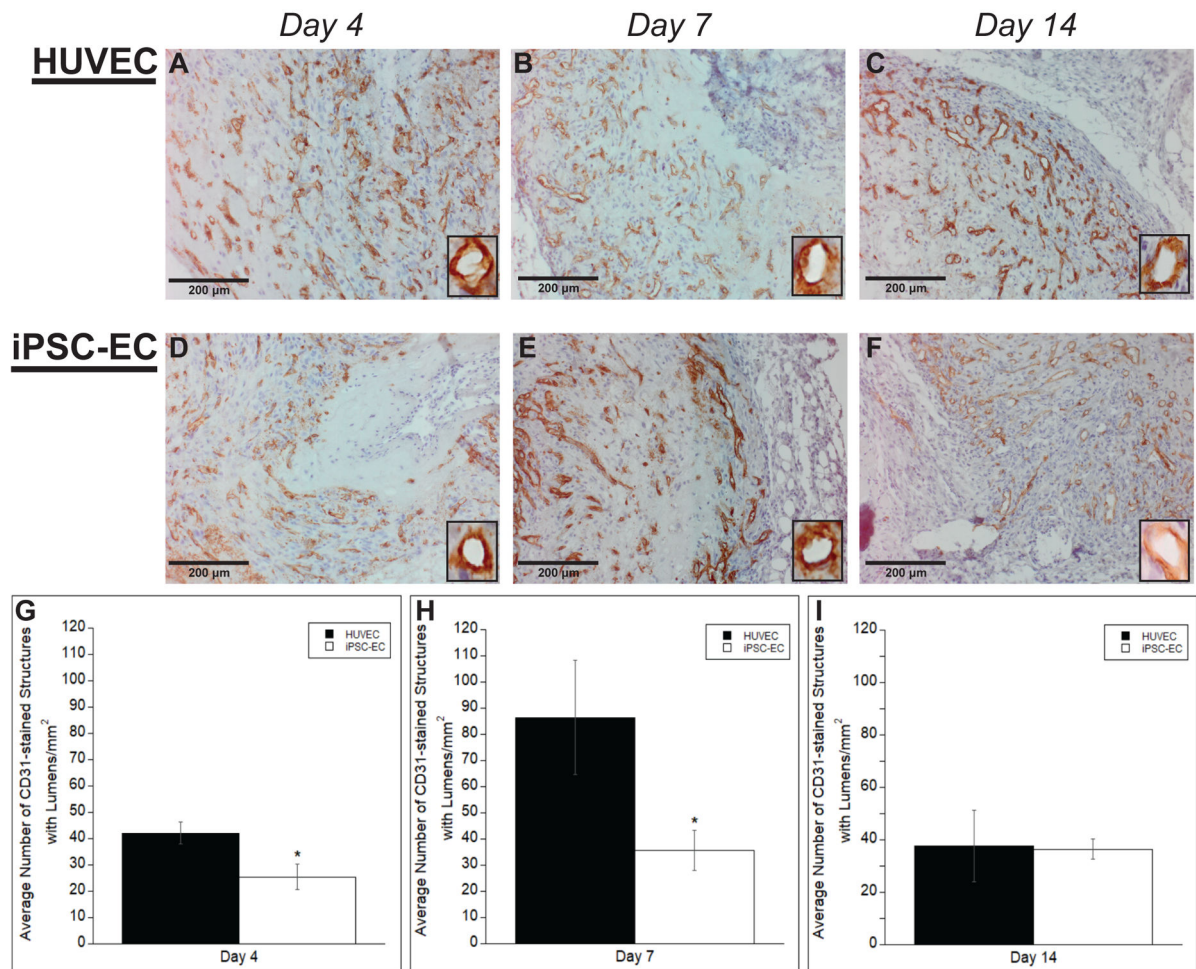 Day 4
Day 7
Day 14
HUVEC
A
B
C
200 µm
200 µm
200 µm
iPSC-EC
D
E
F
200 µm
200 µm
200 µm
G
Average Number of CD31-stained Structures
with Lumens/mm²
120
110
100
90
80
70
60
50
40
30
20
10
0
HUVEC
iPSC-EC
Day 4
H
Average Number of CD31-stained Structures
with Lumens/mm²
120
110
100
90
80
70
60
50
40
30
20
10
0
HUVEC
iPSC-EC
*
Day 7
I
Average Number of CD31-stained Structures
with Lumens/mm²
120
100
80
60
40
20
0
HUVEC
iPSC-EC
Day 14